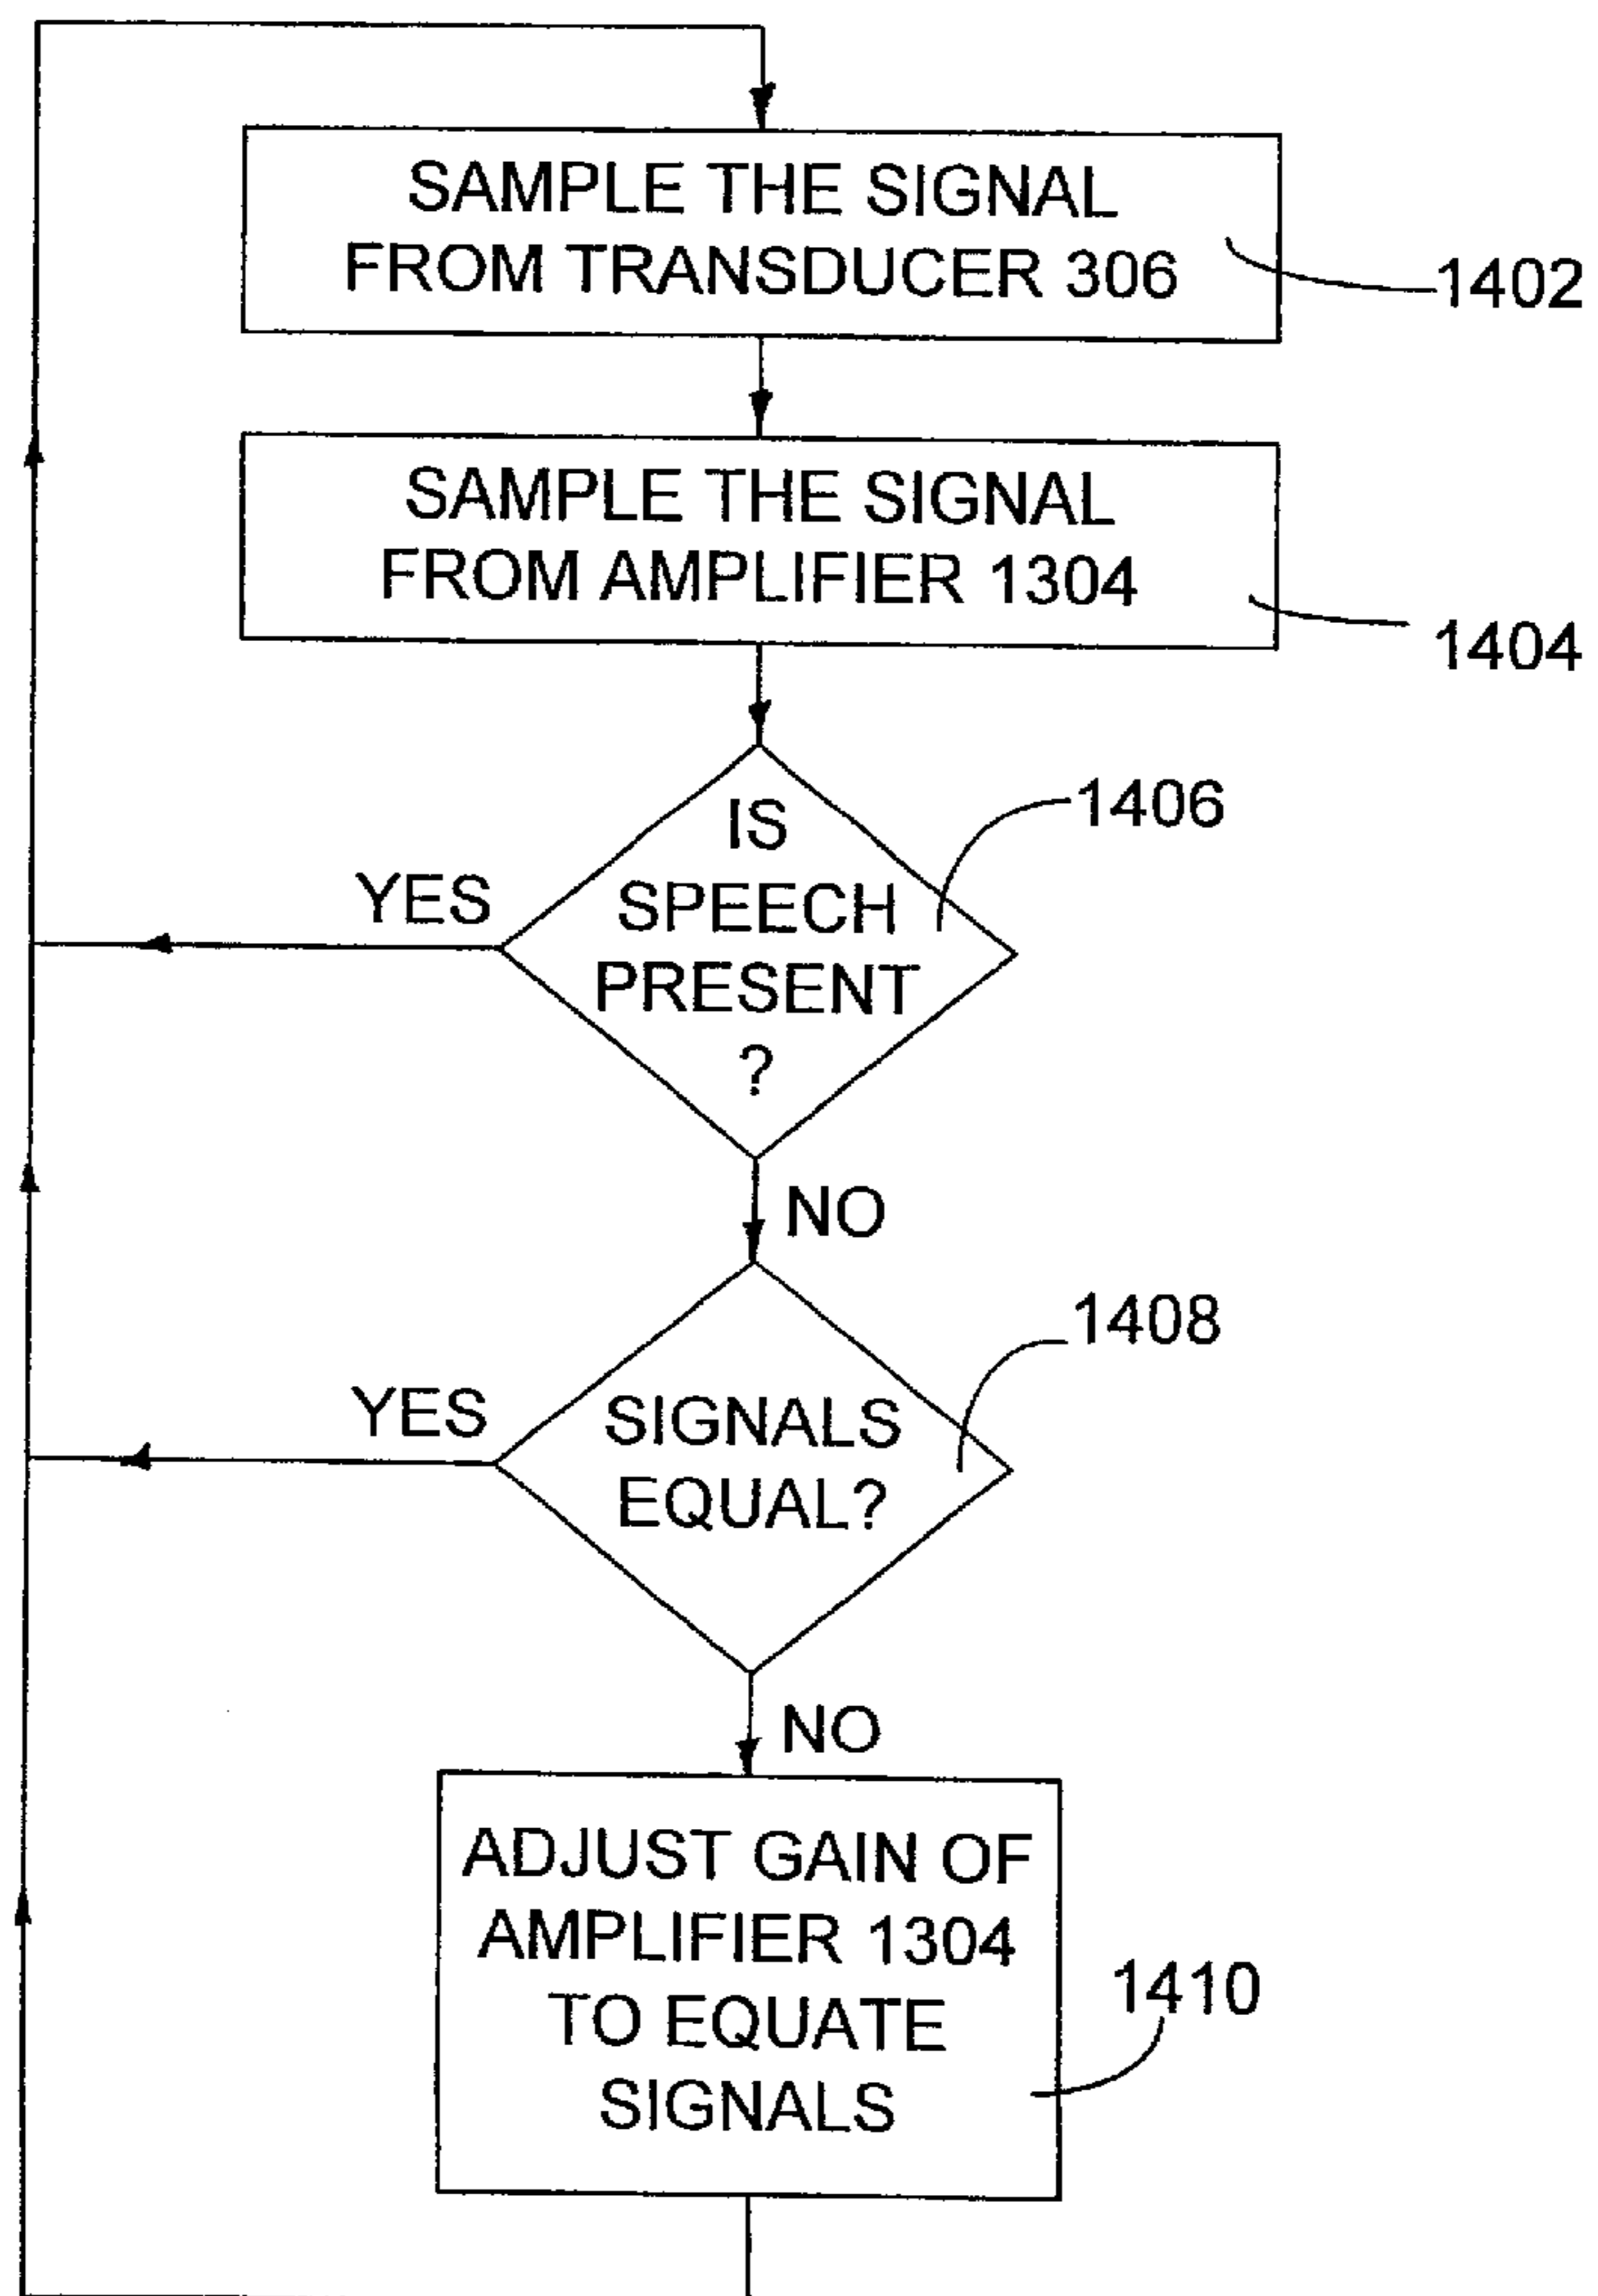 SAMPLE THE SIGNAL
FROM TRANSDUCER 306
1402
SAMPLE THE SIGNAL
FROM AMPLIFIER 1304
1404
IS
SPEECH
PRESENT
?
1406
YES
NO
SIGNALS
EQUAL?
1408
YES
NO
ADJUST GAIN OF
AMPLIFIER 1304
TO EQUATE
SIGNALS
1410